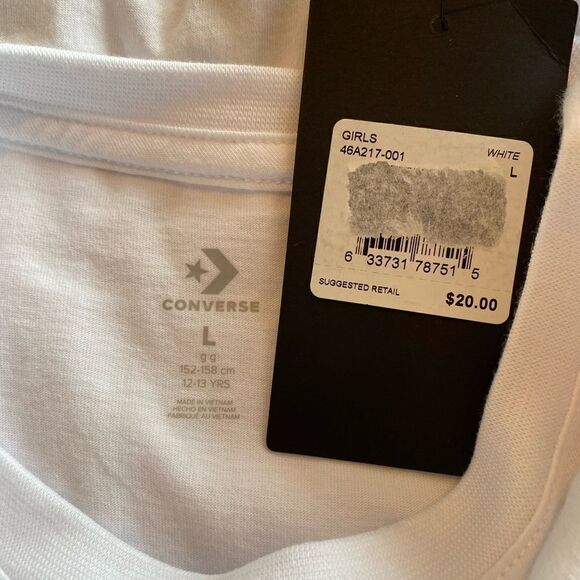 GIRLS
46A217-001
WHITE
L
6 33731 78751 5
SUGGESTED RETAIL
$20.00
CONVERSE
L
g g
152-158 cm
12-13 YRS
MADE IN VIETNAM
HECHO EN VIETNAM
FABRIQUÉ AU VIETNAM